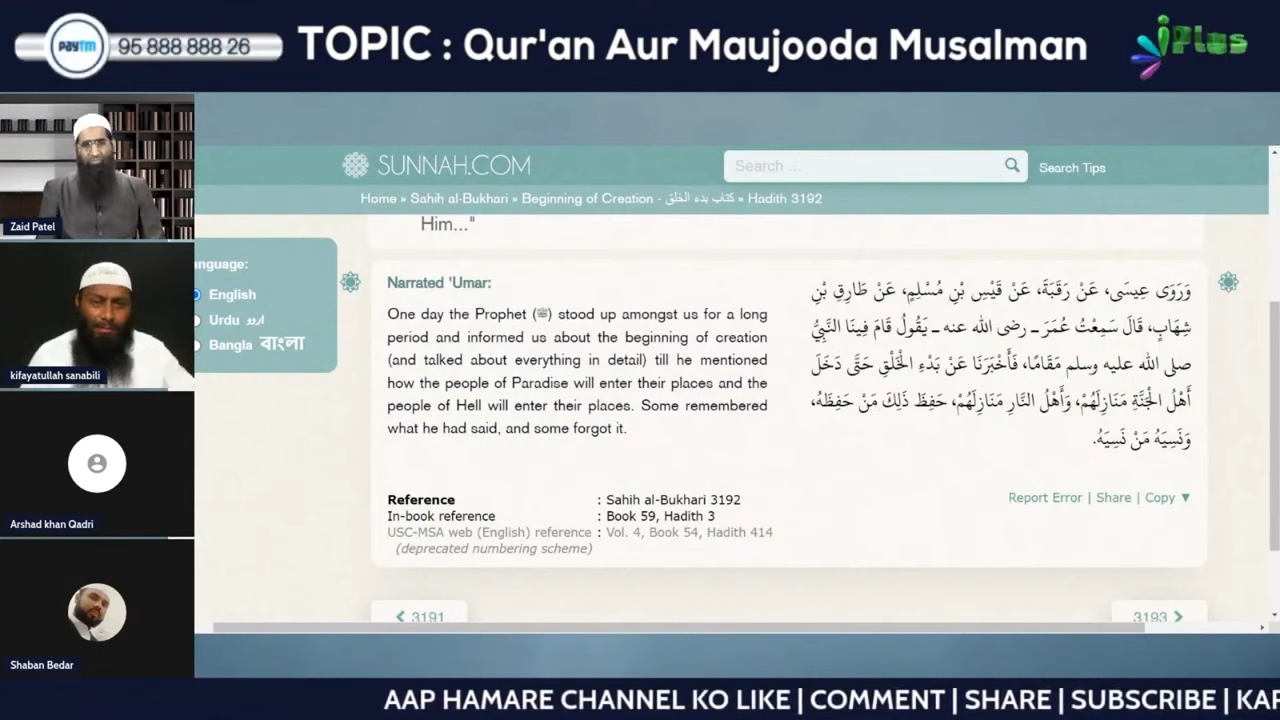 paytm 95 888 888 26
TOPIC : Qur'an Aur Maujooda Musalman
iPlus
Zaid Patel
kifayatullah sanabili
Arshad khan Qadri
Shaban Bedar
SUNNAH.COM
Search ...
Search Tips
Home » Sahih al-Bukhari » Beginning of Creation - كتاب بدء الخلق » Hadith 3192
Him..."
nguage:
English
Urdu اردو
Bangla বাংলা
Narrated 'Umar:
One day the Prophet (ﷺ) stood up amongst us for a long
period and informed us about the beginning of creation
(and talked about everything in detail) till he mentioned
how the people of Paradise will enter their places and the
people of Hell will enter their places. Some remembered
what he had said, and some forgot it.
وَرَوَى عِيسَى، عَنْ رَقَبَةَ، عَنْ قَيْسِ بْنِ مُسْلِمٍ، عَنْ طَارِقِ بْنِ
شِهَابٍ، قَالَ سَمِعْتُ عُمَرَ ـ رضى الله عنه ـ يَقُولُ قَامَ فِينَا النَّبِيُّ
صلى الله عليه وسلم مَقَامًا، فَأَخْبَرَنَا عَنْ بَدْءِ الْخَلْقِ حَتَّى دَخَلَ
أَهْلُ الْجَنَّةِ مَنَازِلَهُمْ، وَأَهْلُ النَّارِ مَنَازِلَهُمْ، حَفِظَ ذَلِكَ مَنْ حَفِظَهُ،
وَنَسِيَهُ مَنْ نَسِيَهُ.
Reference : Sahih al-Bukhari 3192
In-book reference : Book 59, Hadith 3
USC-MSA web (English) reference : Vol. 4, Book 54, Hadith 414
(deprecated numbering scheme)
Report Error | Share | Copy ▼
3191
3193
AAP HAMARE CHANNEL KO LIKE | COMMENT | SHARE | SUBSCRIBE |